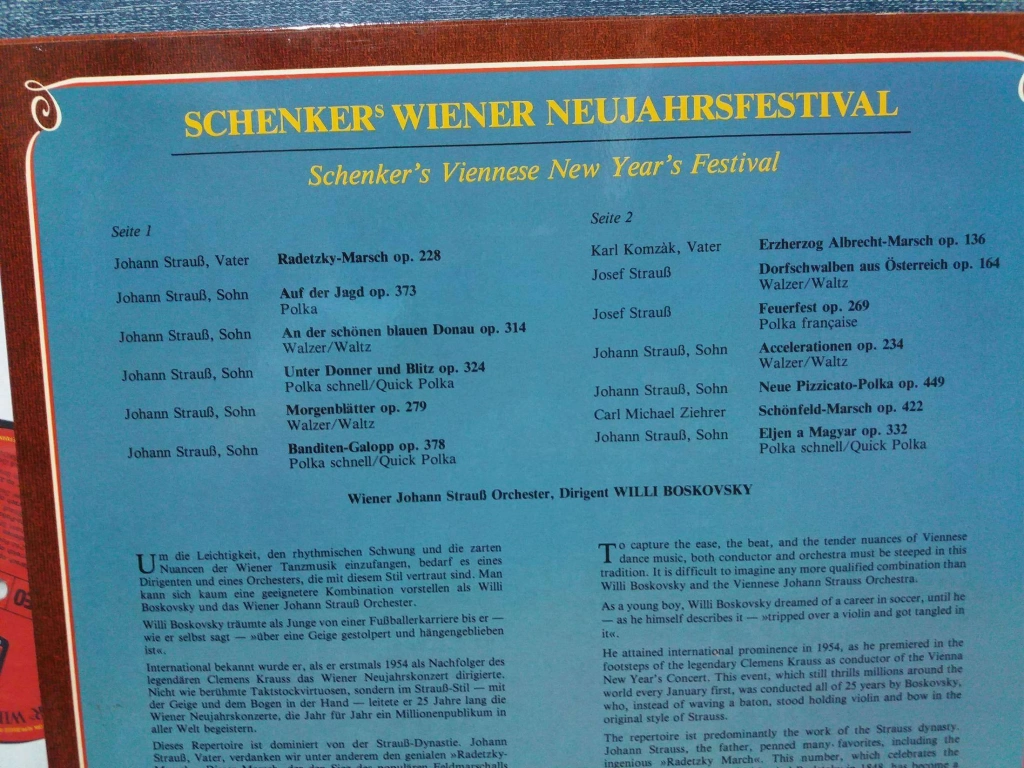 SCHENKERS WIENER NEUJAHRSFESTIVAL
Schenker's Viennese New Year's Festival
Seite 1
Johann Strauß, Vater Radetzky-Marsch op. 228
Johann Strauß, Sohn Auf der Jagd op. 373
Polka
Johann Strauß, Sohn An der schönen blauen Donau op. 314
Walzer/Waltz
Johann Strauß, Sohn Unter Donner und Blitz op. 324
Polka schnell/Quick Polka
Johann Strauß, Sohn Morgenblätter op. 279
Walzer/Waltz
Johann Strauß, Sohn Banditen-Galopp op. 378
Polka schnell/Quick Polka
Seite 2
Karl Komzàk, Vater Erzherzog Albrecht-Marsch op. 136
Josef Strauß Dorfschwalben aus Österreich op. 164
Walzer/Waltz
Josef Strauß Feuerfest op. 269
Polka française
Johann Strauß, Sohn Accelerationen op. 234
Walzer/Waltz
Johann Strauß, Sohn Neue Pizzicato-Polka op. 449
Carl Michael Ziehrer Schönfeld-Marsch op. 422
Johann Strauß, Sohn Eljen a Magyar op. 332
Polka schnell/Quick Polka
Wiener Johann Strauß Orchester, Dirigent WILLI BOSKOVSKY
Um die Leichtigkeit, den rhythmischen Schwung und die zarten
Nuancen der Wiener Tanzmusik einzufangen, bedarf es eines
Dirigenten und eines Orchesters, die mit diesem Stil vertraut sind. Man
kann sich kaum eine geeignetere Kombination vorstellen als Willi
Boskovsky und das Wiener Johann Strauß Orchester.
Willi Boskovsky träumte als Junge von einer Fußballerkarriere bis er —
wie er selbst sagt — »über eine Geige gestolpert und hängengeblieben
ist«.
International bekannt wurde er, als er erstmals 1954 als Nachfolger des
legendären Clemens Krauss das Wiener Neujahrskonzert dirigierte.
Nicht wie berühmte Taktstockvirtuosen, sondern im Strauß-Stil — mit
der Geige und dem Bogen in der Hand — leitete er 25 Jahre lang die
Wiener Neujahrskonzerte, die Jahr für Jahr ein Millionenpublikum in
aller Welt begeistern.
Dieses Repertoire ist dominiert von der Strauß-Dynastie. Johann
Strauß, Vater, verdanken wir unter anderem den genialen »Radetzky-
To capture the ease, the beat, and the tender nuances of Viennese
dance music, both conductor and orchestra must be steeped in this
tradition. It is difficult to imagine any more qualified combination than
Willi Boskovsky and the Viennese Johann Strauss Orchestra.
As a young boy, Willi Boskovsky dreamed of a career in soccer, until he
— as he himself describes it — »tripped over a violin and got tangled in
it«.
He attained international prominence in 1954, as he premiered in the
footsteps of the legendary Clemens Krauss as conductor of the Vienna
New Year's Concert. This event, which still thrills millions around the
world every January first, was conducted all of 25 years by Boskovsky,
who, instead of waving a baton, stood holding violin and bow in the
original style of Strauss.
The repertoire ist predominantly the work of the Strauss dynasty.
Johann Strauss, the father, penned many favorites, including the
ingenious »Radetzky March«. This number, which celebrates the